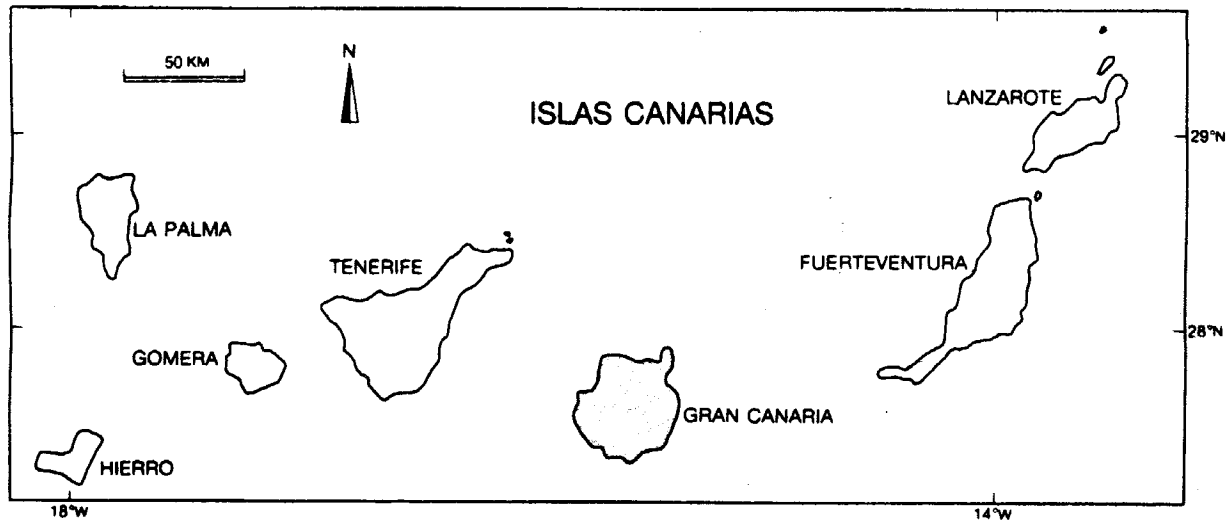 50 KM
N
ISLAS CANARIAS
LANZAROTE
29°N
LA PALMA
TENERIFE
FUERTEVENTURA
28°N
GOMERA
GRAN CANARIA
HIERRO
18°W
14°W